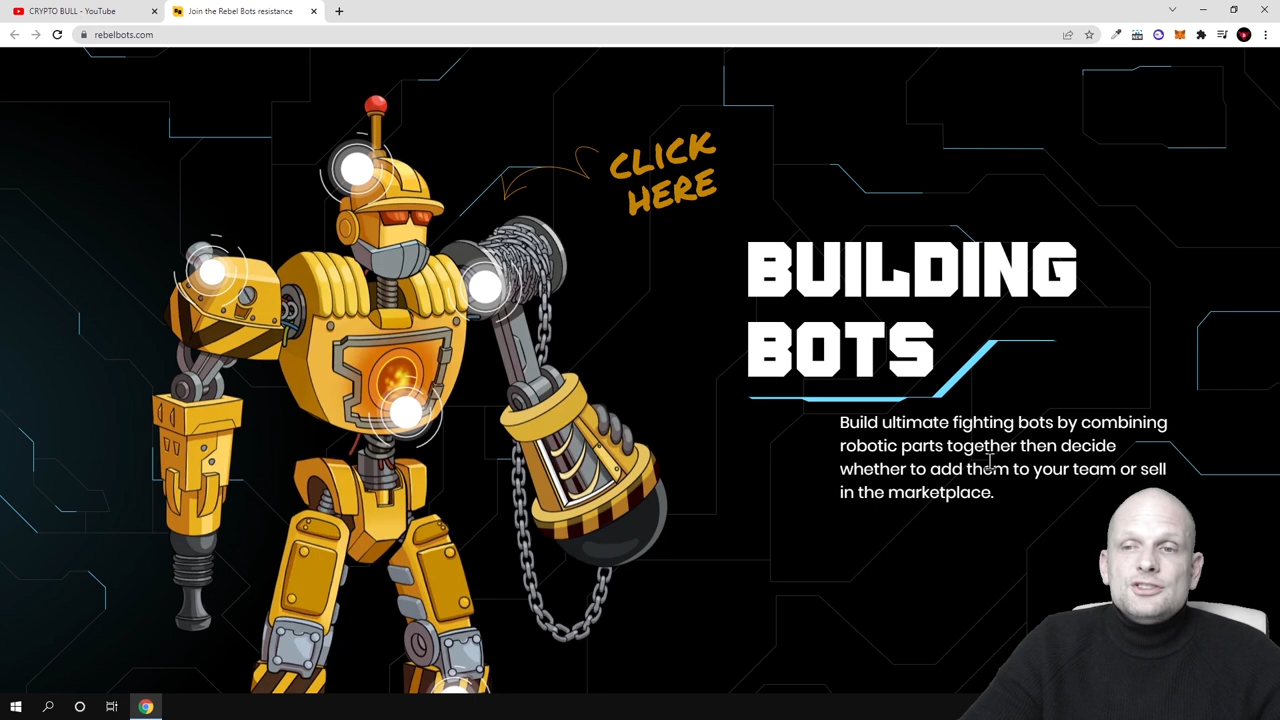 CRYPTO BULL - YouTube
Join the Rebel Bots resistance
rebelbots.com
CLICK
HERE
BUILDING
BOTS
Build ultimate fighting bots by combining
robotic parts together then decide
whether to add them to your team or sell
in the marketplace.